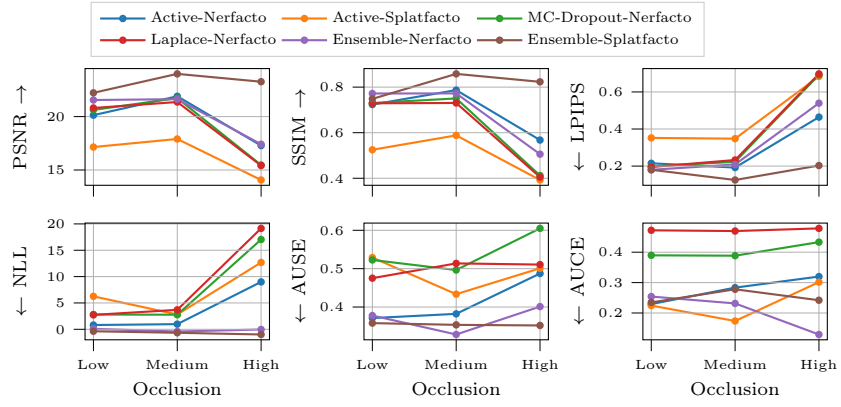 Active-Nerfacto Active-Splatfacto MC-Dropout-Nerfacto
Laplace-Nerfacto Ensemble-Nerfacto Ensemble-Splatfacto
PSNR →
20
15
SSIM →
0.8
0.6
0.4
← LPIPS
0.6
0.4
0.2
← NLL
20
15
10
5
0
Low Medium High
Occlusion
← AUSE
0.6
0.5
0.4
Low Medium High
Occlusion
← AUCE
0.4
0.3
0.2
Low Medium High
Occlusion